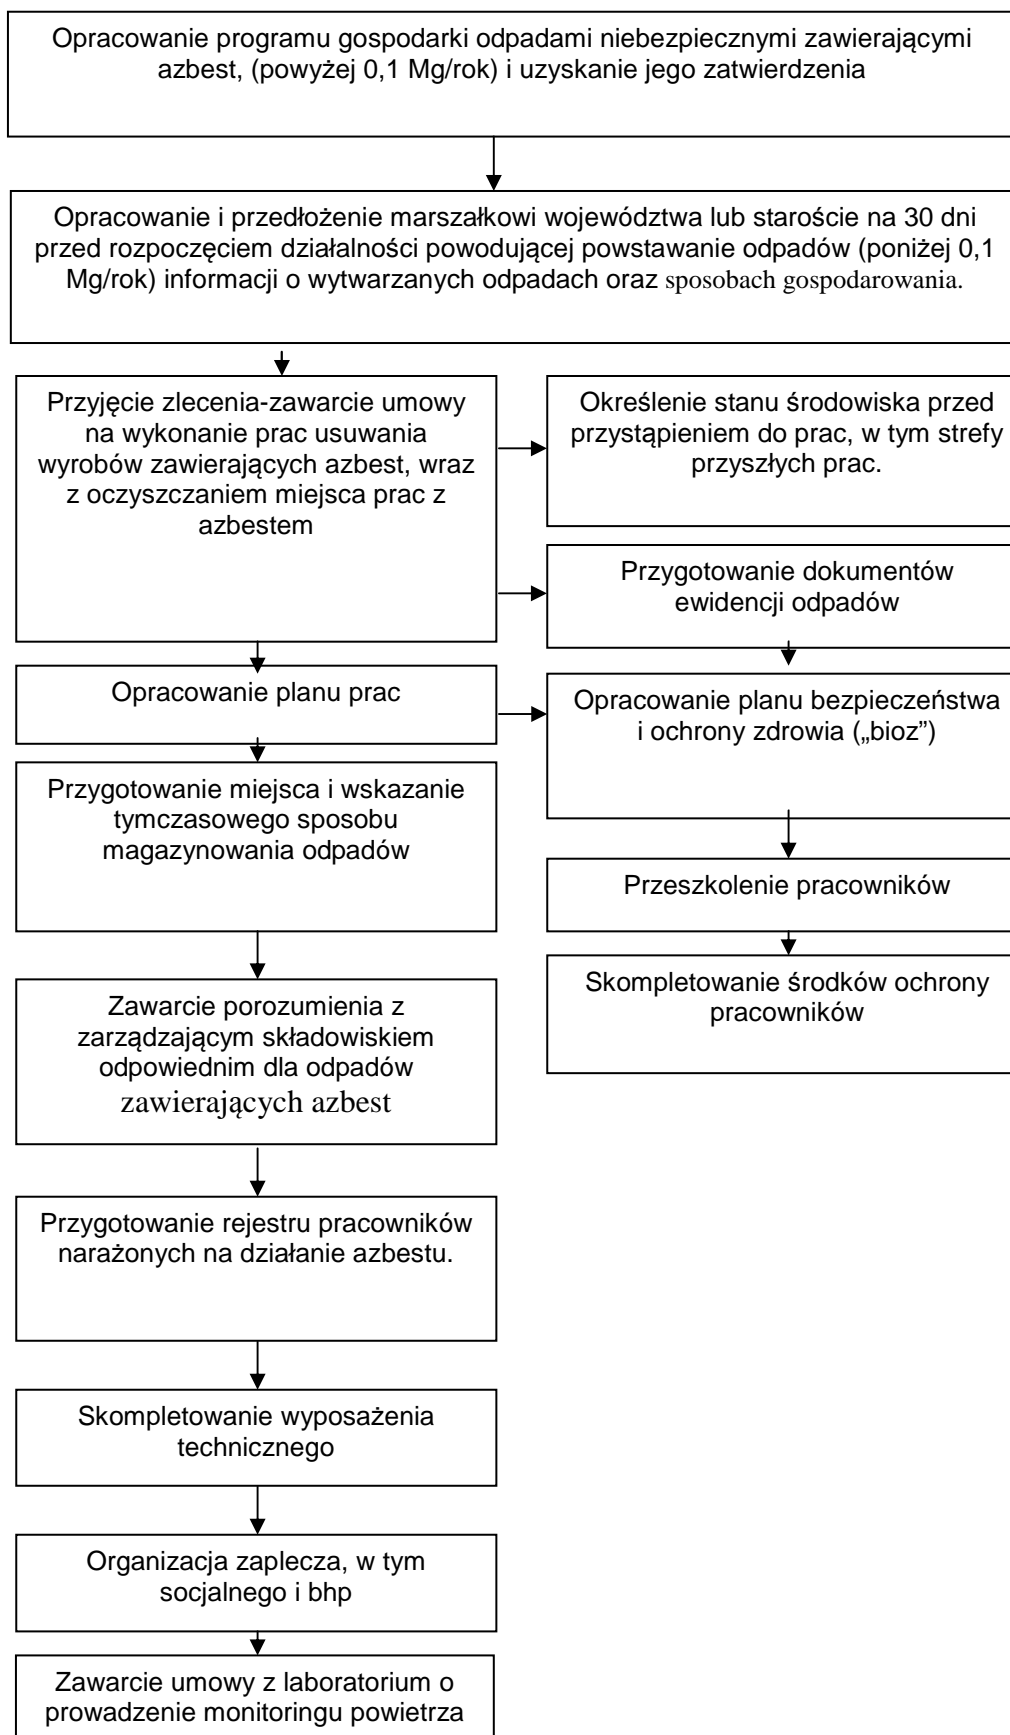 Opracowanie programu gospodarki odpadami niebezpiecznymi zawierającymi
azbest, (powyżej 0,1 Mg/rok) i uzyskanie jego zatwierdzenia
Opracowanie i przedłożenie marszałkowi województwa lub staroście na 30 dni
przed rozpoczęciem działalności powodującej powstawanie odpadów (poniżej 0,1
Mg/rok) informacji o wytwarzanych odpadach oraz sposobach gospodarowania.
Przyjęcie zlecenia-zawarcie umowy
na wykonanie prac usuwania
wyrobów zawierających azbest, wraz
z oczyszczaniem miejsca prac z
azbestem
Określenie stanu środowiska przed
przystąpieniem do prac, w tym strefy
przyszłych prac.
Przygotowanie dokumentów
ewidencji odpadów
Opracowanie planu prac
Opracowanie planu bezpieczeństwa
i ochrony zdrowia („bioz”)
Przygotowanie miejsca i wskazanie
tymczasowego sposobu
magazynowania odpadów
Przeszkolenie pracowników
Skompletowanie środków ochrony
pracowników
Zawarcie porozumienia z
zarządzającym składowiskiem
odpowiednim dla odpadów
zawierających azbest
Przygotowanie rejestru pracowników
narażonych na działanie azbestu.
Skompletowanie wyposażenia
technicznego
Organizacja zaplecza, w tym
socjalnego i bhp
Zawarcie umowy z laboratorium o
prowadzenie monitoringu powietrza